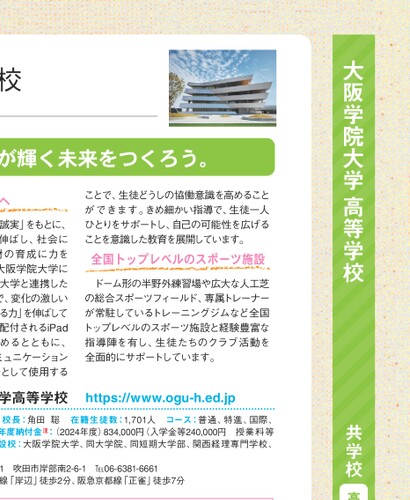 校
が輝く未来をつくろう。
へ
誠実」をもとに、
伸ばし、社会に
材の育成に力を
大阪学院大学に
大学と連携した
で、変化の激しい
る力」を伸ばして
配付されるiPad
めるとともに、
ミュニケーション
として使用する
ことで、生徒どうしの協働意識を高めること
ができます。きめ細かい指導で、生徒一人
ひとりをサポートし、自己の可能性を広げる
ことを意識した教育を展開しています。
全国トップレベルのスポーツ施設
ドーム形の半野外練習場や広大な人工芝
の総合スポーツフィールド、専属トレーナー
が常駐しているトレーニングジムなど全国
トップレベルのスポーツ施設と経験豊富な
指導陣を有し、生徒たちのクラブ活動を
全面的にサポートしています。
学高等学校 https://www.ogu-h.ed.jp
校長：角田 聡 在籍生徒数：1,701人 コース：普通、特進、国際、
年度納付金注：（2024年度）834,000円（入学金等240,000円 授業料等
設校：大阪学院大学、同大学院、同短期大学部、関西経理専門学校、
1 吹田市岸部南2-6-1 TEL06-6381-6661
線「岸辺」徒歩2分、阪急京都線「正雀」徒歩7分
大阪学院大学 高等学校
共学校
高